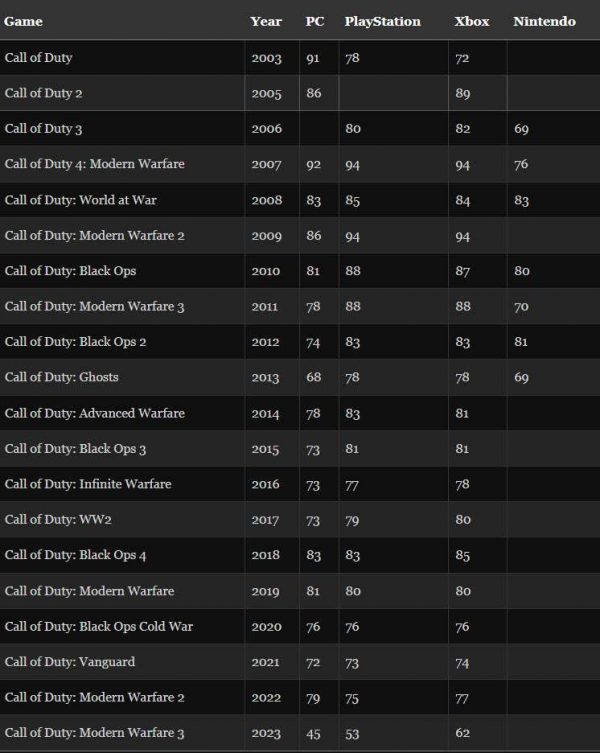 Game Year PC PlayStation Xbox Nintendo
Call of Duty 2003 91 78 72
Call of Duty 2 2005 86 89
Call of Duty 3 2006 80 82 69
Call of Duty 4: Modern Warfare 2007 92 94 94 76
Call of Duty: World at War 2008 83 85 84 83
Call of Duty: Modern Warfare 2 2009 86 94 94
Call of Duty: Black Ops 2010 81 88 87 80
Call of Duty: Modern Warfare 3 2011 78 88 88 70
Call of Duty: Black Ops 2 2012 74 83 83 81
Call of Duty: Ghosts 2013 68 78 78 69
Call of Duty: Advanced Warfare 2014 78 83 81
Call of Duty: Black Ops 3 2015 73 81 81
Call of Duty: Infinite Warfare 2016 73 77 78
Call of Duty: WW2 2017 73 79 80
Call of Duty: Black Ops 4 2018 83 83 85
Call of Duty: Modern Warfare 2019 81 80 80
Call of Duty: Black Ops Cold War 2020 76 76 76
Call of Duty: Vanguard 2021 72 73 74
Call of Duty: Modern Warfare 2 2022 79 75 77
Call of Duty: Modern Warfare 3 2023 45 53 62